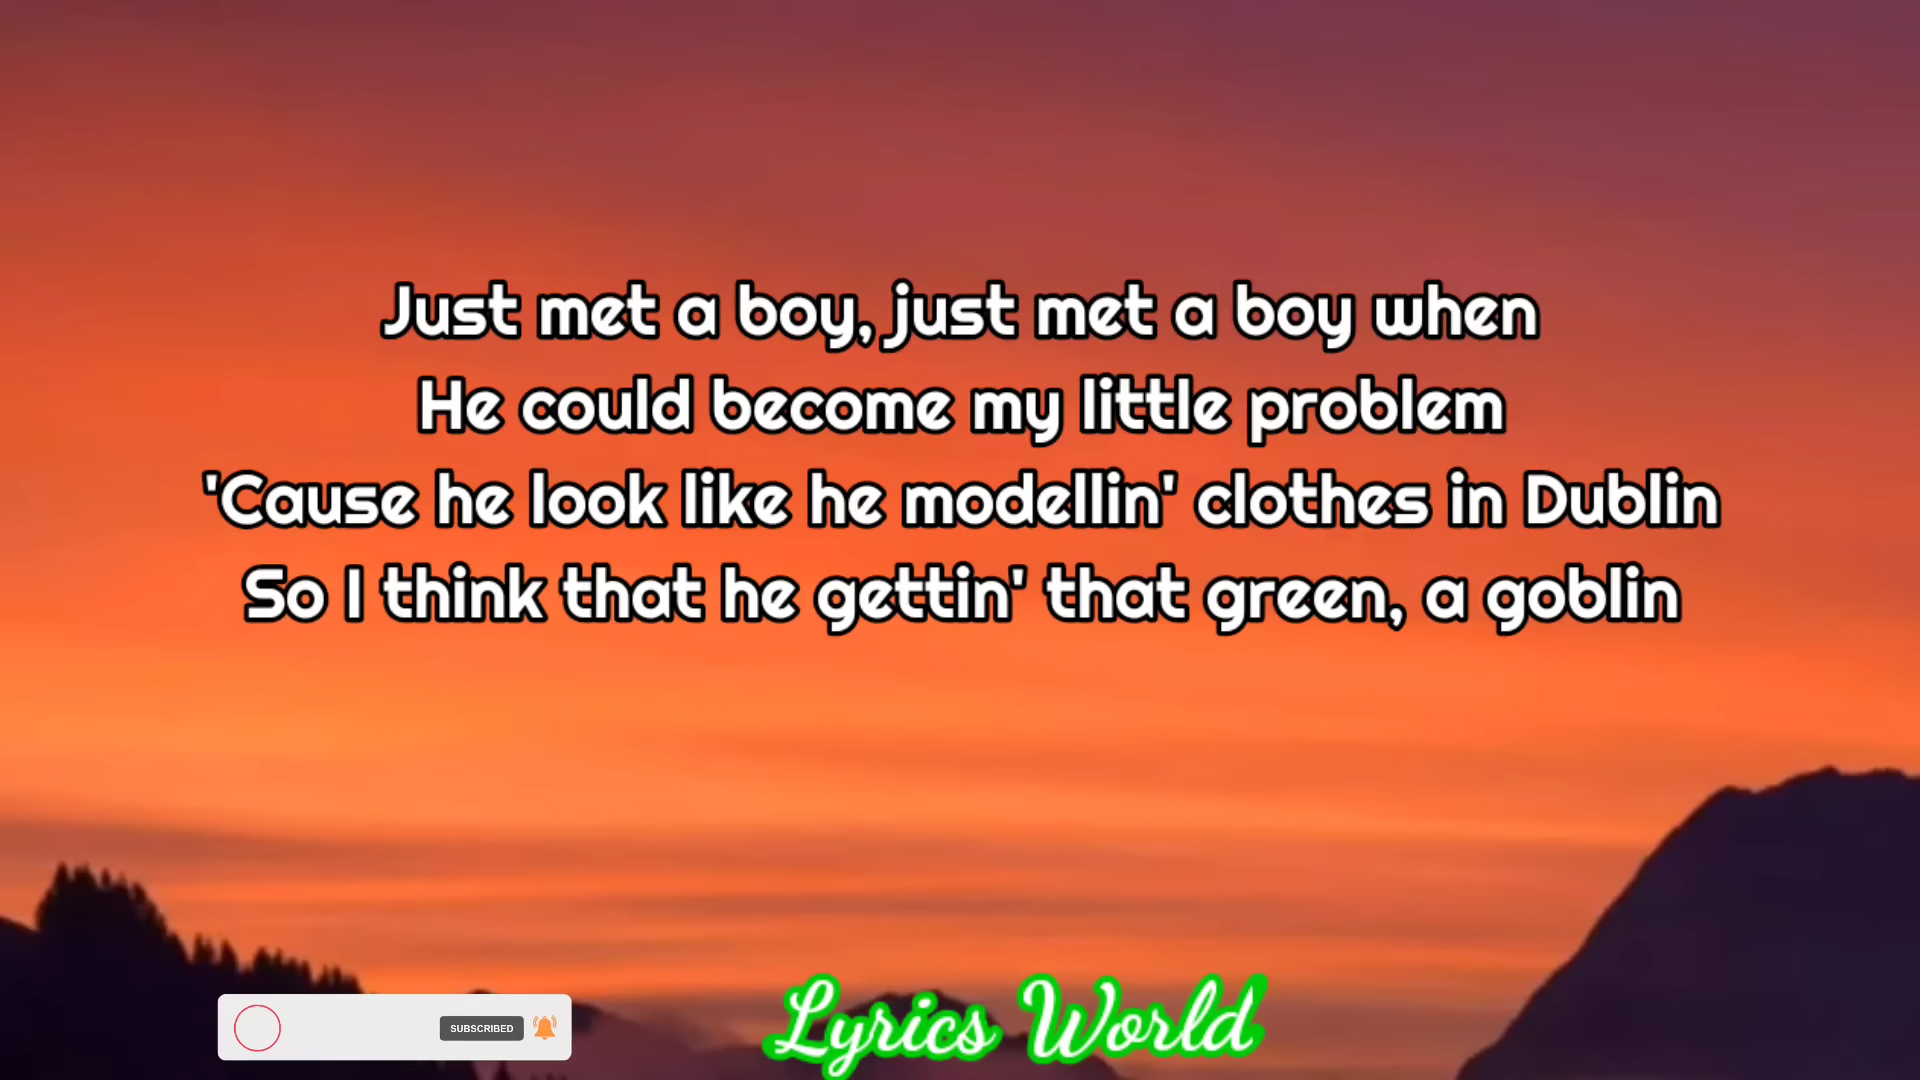 Just met a boy, just met a boy when
He could become my little problem
'Cause he look like he modellin' clothes in Dublin
So I think that he gettin' that green, a goblin
SUBSCRIBED
Lyrics World